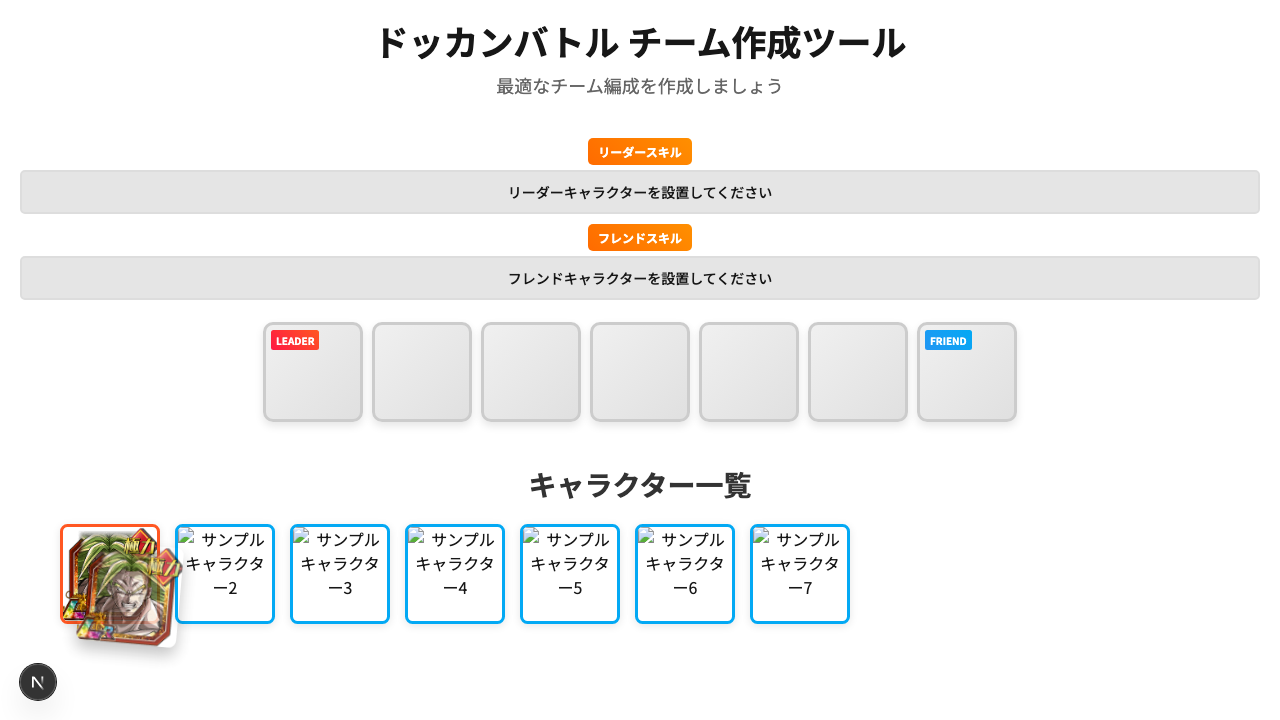 ドッカンバトル チーム作成ツール
最適なチーム編成を作成しましょう
リーダースキル
リーダーキャラクターを設置してください
フレンドスキル
フレンドキャラクターを設置してください
LEADER
FRIEND
キャラクター一覧
サンプル
キャラクタ
ー2
サンプル
キャラクタ
ー3
サンプル
キャラクタ
ー4
サンプル
キャラクタ
ー5
サンプル
キャラクタ
ー6
サンプル
キャラクタ
ー7
N